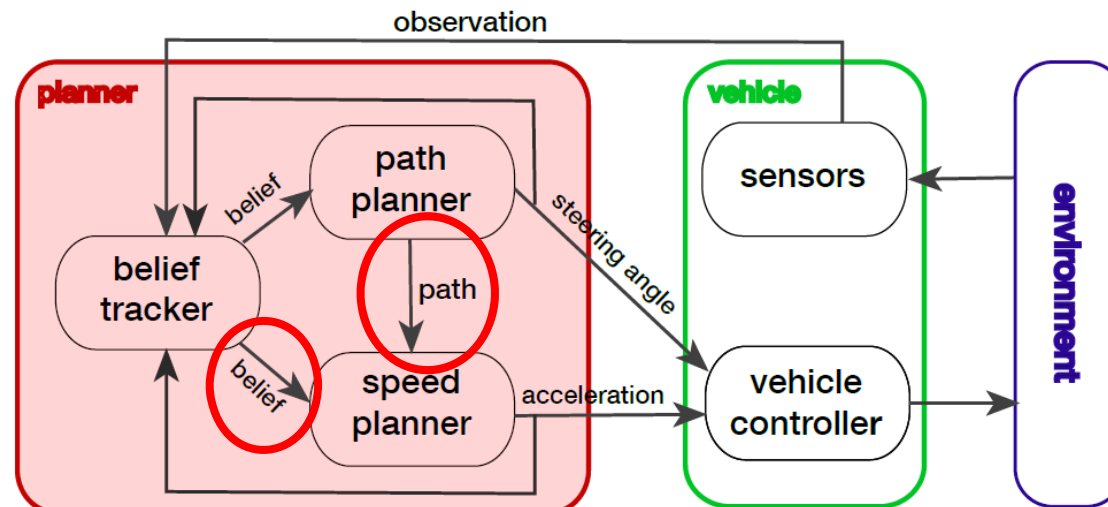 observation
planner
vehicle
path
planner
sensors
belief
steering angle
belief
tracker
path
environment
belief
speed
planner
acceleration
vehicle
controller